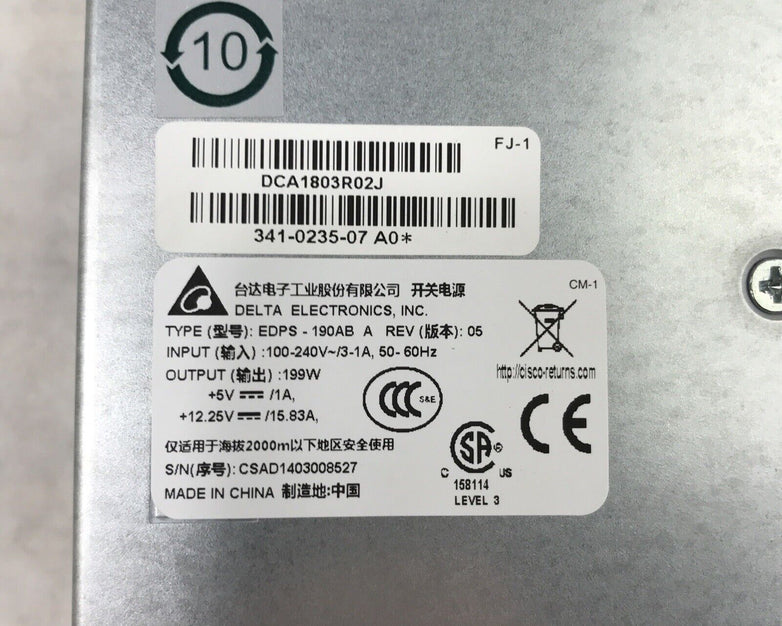 10
FJ-1
DCA1803R02J
341-0235-07 A0*
CM-1
台达电子工业股份有限公司 开关电源
DELTA ELECTRONICS, INC.
TYPE (型号): EDPS - 190AB A REV (版本): 05
INPUT (输入) :100-240V~/3-1A, 50- 60Hz
http://cisco-returns.com
OUTPUT (输出) :199W
+5V ⎓ /1A,
+12.25V ⎓ /15.83A,
CCC S&E
CE
仅适用于海拔2000m以下地区安全使用
SA ®
C US
S/N(序号): CSAD1403008527
158114
MADE IN CHINA 制造地:中国
LEVEL 3